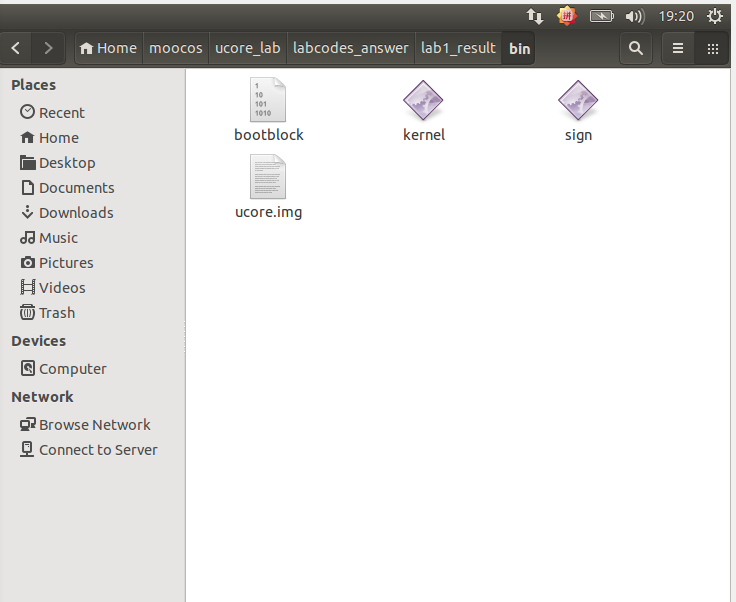 拼
19:20
Home
moocos
ucore_lab
labcodes_answer
lab1_result
bin
Places
Recent
Home
Desktop
Documents
Downloads
Music
Pictures
Videos
Trash
Devices
Computer
Network
Browse Network
Connect to Server
1
10
101
1010
bootblock
kernel
sign
ucore.img